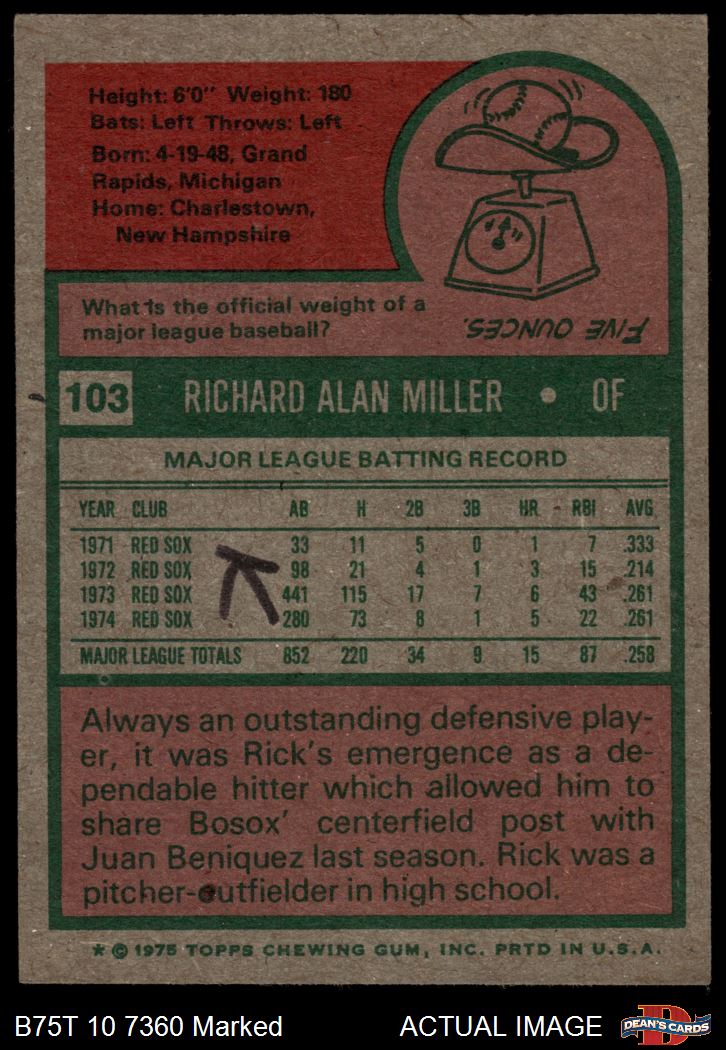 Height: 6'0" Weight: 180
Bats: Left Throws: Left
Born: 4-19-48, Grand
Rapids, Michigan
Home: Charlestown,
New Hampshire
What is the official weight of a
major league baseball?
FIVE OUNCES.
103 RICHARD ALAN MILLER • OF
MAJOR LEAGUE BATTING RECORD
YEAR CLUB AB H 2B 3B HR RBI AVG
1971 RED SOX 33 11 5 0 1 7 .333
1972 RED SOX 98 21 4 1 3 15 .214
1973 RED SOX 441 115 17 7 6 43 .261
1974 RED SOX 280 73 8 1 5 22 .261
MAJOR LEAGUE TOTALS 852 220 34 9 15 87 .258
Always an outstanding defensive play-
er, it was Rick's emergence as a de-
pendable hitter which allowed him to
share Bosox' centerfield post with
Juan Beniquez last season. Rick was a
pitcher-outfielder in high school.
* © 1975 TOPPS CHEWING GUM, INC. PRTD IN U.S.A.
B75T 10 7360 Marked ACTUAL IMAGE
D
DEAN'S CARDS